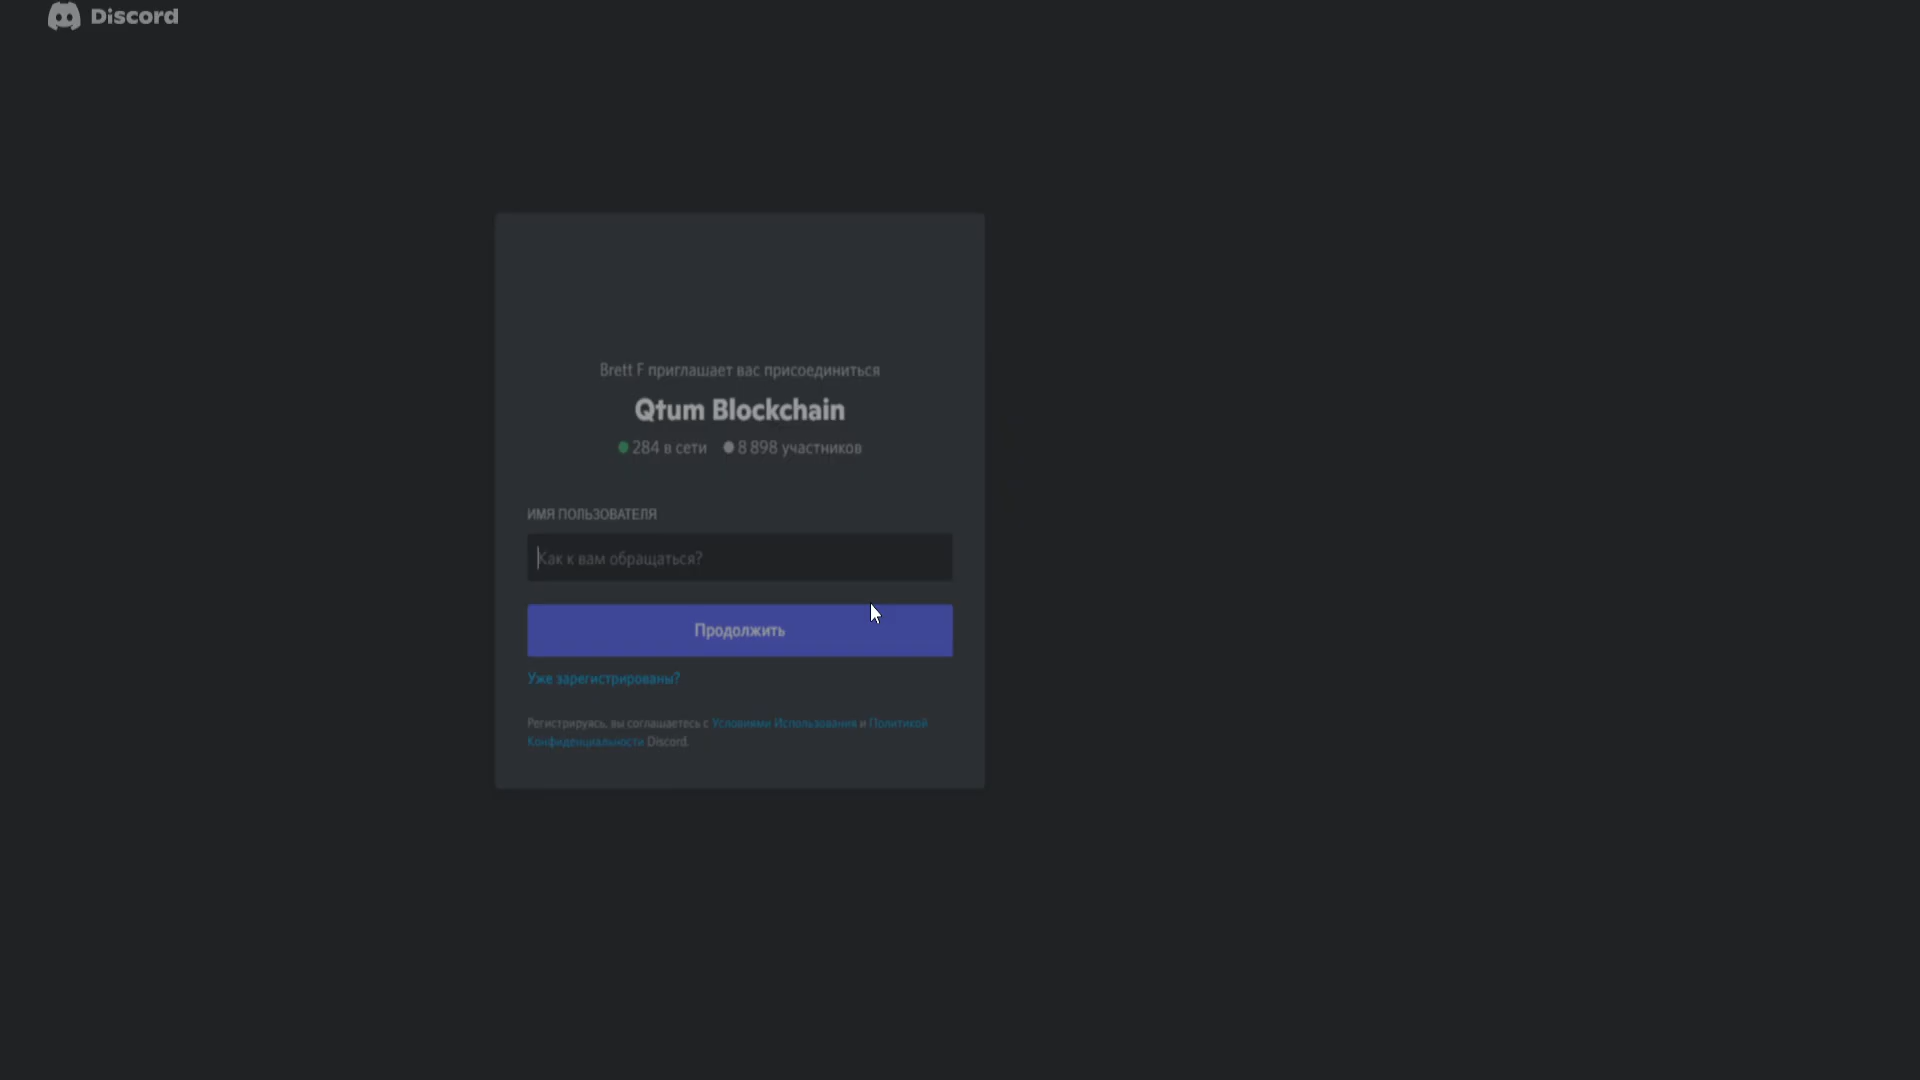 Discord
Brett F приглашает вас присоединиться
Qtum Blockchain
284 в сети 8 898 участников
ИМЯ ПОЛЬЗОВАТЕЛЯ
Как к вам обращаться?
Продолжить
Уже зарегистрированы?
Регистрируясь, вы соглашаетесь с Условиями Использования и Политикой
Конфиденциальности Discord.